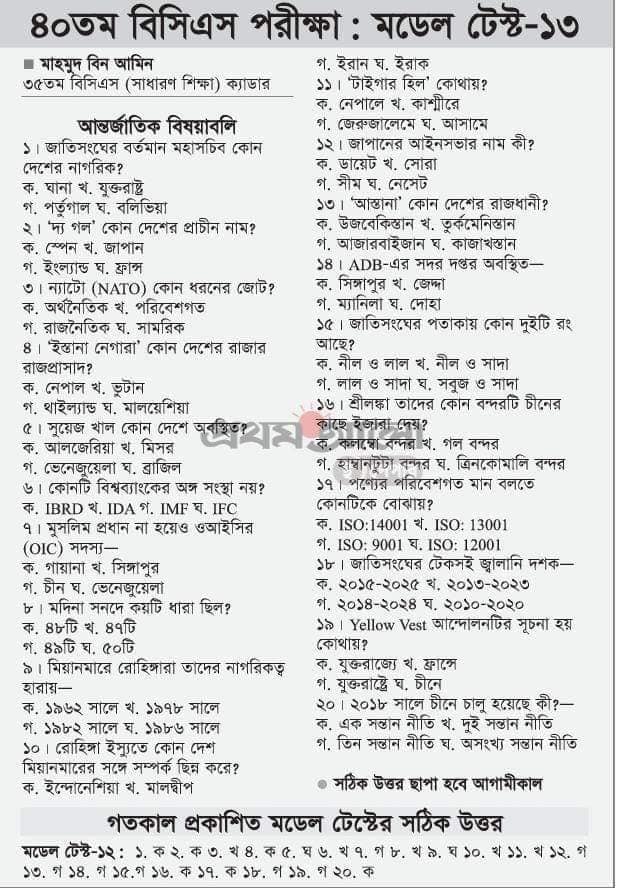 ৪০তম বিসিএস পরীক্ষা : মডেল টেস্ট-১৩
■ মাহমুদ বিন আমিন
৩৫তম বিসিএস (সাধারণ শিক্ষা) ক্যাডার
আন্তর্জাতিক বিষয়াবলি
১। জাতিসংঘের বর্তমান মহাসচিব কোন
দেশের নাগরিক?
ক. ঘানা খ. যুক্তরাষ্ট্র
গ. পর্তুগাল ঘ. বলিভিয়া
২। ‘দ্য গল’ কোন দেশের প্রাচীন নাম?
ক. স্পেন খ. জাপান
গ. ইংল্যান্ড ঘ. ফ্রান্স
৩। ন্যাটো (NATO) কোন ধরনের জোট?
ক. অর্থনৈতিক খ. পরিবেশগত
গ. রাজনৈতিক ঘ. সামরিক
৪। ‘ইস্তানা নেগারা’ কোন দেশের রাজার
রাজপ্রাসাদ?
ক. নেপাল খ. ভুটান
গ. থাইল্যান্ড ঘ. মালয়েশিয়া
৫। সুয়েজ খাল কোন দেশে অবস্থিত?
ক. আলজেরিয়া খ. মিসর
গ. ভেনেজুয়েলা ঘ. ব্রাজিল
৬। কোনটি বিশ্বব্যাংকের অঙ্গ সংস্থা নয়?
ক. IBRD খ. IDA গ. IMF ঘ. IFC
৭। মুসলিম প্রধান না হয়েও ওআইসির
(OIC) সদস্য—
ক. গায়ানা খ. সিঙ্গাপুর
গ. চীন ঘ. ভেনেজুয়েলা
৮। মদিনা সনদে কয়টি ধারা ছিল?
ক. ৪৮টি খ. ৪৭টি
গ. ৪৯টি ঘ. ৫০টি
৯। মিয়ানমারে রোহিঙ্গারা তাদের নাগরিকত্ব
হারায়—
ক. ১৯৬২ সালে খ. ১৯৭৮ সালে
গ. ১৯৮২ সালে ঘ. ১৯৮৬ সালে
১০। রোহিঙ্গা ইস্যুতে কোন দেশ
মিয়ানমারের সঙ্গে সম্পর্ক ছিন্ন করে?
ক. ইন্দোনেশিয়া খ. মালদ্বীপ
গ. ইরান ঘ. ইরাক
১১। ‘টাইগার হিল’ কোথায়?
ক. নেপালে খ. কাশ্মীরে
গ. জেরুজালেমে ঘ. আসামে
১২। জাপানের আইনসভার নাম কী?
ক. ডায়েট খ. সোরা
গ. সীম ঘ. নেসেট
১৩। ‘আস্তানা’ কোন দেশের রাজধানী?
ক. উজবেকিস্তান খ. তুর্কমেনিস্তান
গ. আজারবাইজান ঘ. কাজাখস্তান
১৪। ADB-এর সদর দপ্তর অবস্থিত—
ক. সিঙ্গাপুর খ. জেদ্দা
গ. ম্যানিলা ঘ. দোহা
১৫। জাতিসংঘের পতাকায় কোন দুইটি রং
আছে?
ক. নীল ও লাল খ. নীল ও সাদা
গ. লাল ও সাদা ঘ. সবুজ ও সাদা
১৬। শ্রীলঙ্কা তাদের কোন বন্দরটি চীনের
কাছে ইজারা দেয়?
ক. কলম্বো বন্দর খ. গল বন্দর
গ. হাম্বানটুটা বন্দর ঘ. ত্রিনকোমালি বন্দর
১৭। পণ্যের পরিবেশগত মান বলতে
কোনটিকে বোঝায়?
ক. ISO:14001 খ. ISO: 13001
গ. ISO: 9001 ঘ. ISO: 12001
১৮। জাতিসংঘের টেকসই জ্বালানি দশক—
ক. ২০১৫-২০২৫ খ. ২০১৩-২০২৩
গ. ২০১৪-২০২৪ ঘ. ২০১০-২০২০
১৯। Yellow Vest আন্দোলনটির সূচনা হয়
কোথায়?
ক. যুক্তরাজ্যে খ. ফ্রান্সে
গ. যুক্তরাষ্ট্রে ঘ. চীনে
২০। ২০১৮ সালে চীনে চালু হয়েছে কী?—
ক. এক সন্তান নীতি খ. দুই সন্তান নীতি
গ. তিন সন্তান নীতি ঘ. অসংখ্য সন্তান নীতি
● সঠিক উত্তর ছাপা হবে আগামীকাল
প্রথম আলো
গতকাল প্রকাশিত মডেল টেস্টের সঠিক উত্তর
মডেল টেস্ট-১২ : ১. ক ২. ক ৩. খ ৪. ক ৫. ঘ ৬. খ ৭. গ ৮. খ ৯. ঘ ১০. খ ১১. খ ১২. গ
১৩. গ ১৪. গ ১৫.গ ১৬. ক ১৭. ক ১৮. গ ১৯. গ ২০. ক